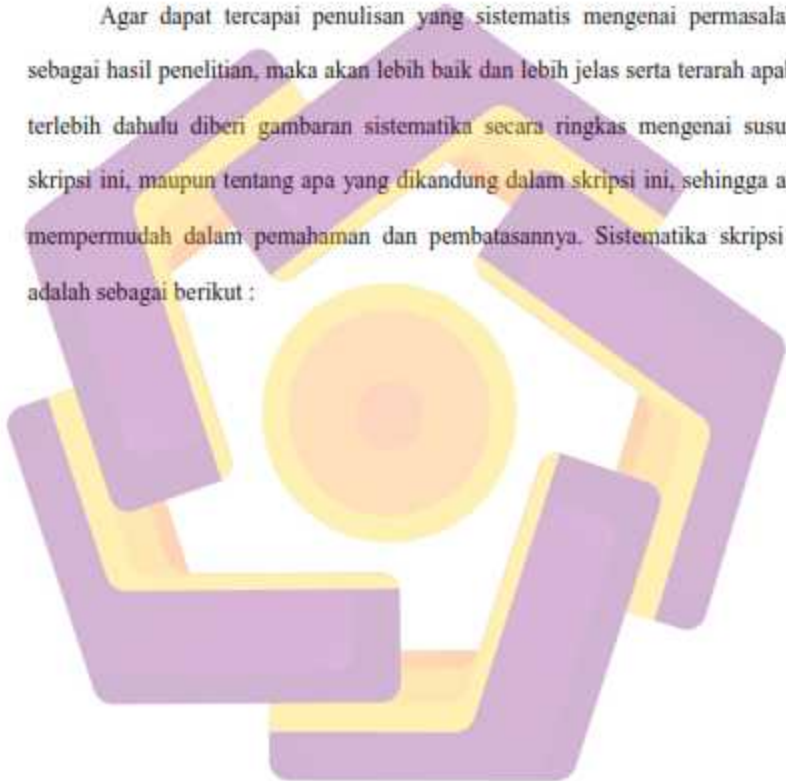 Agar dapat tercapai penulisan yang sistematis mengenai permasala
sebagai hasil penelitian, maka akan lebih baik dan lebih jelas serta terarah apal
terlebih dahulu diberi gambaran sistematika secara ringkas mengenai susu
skripsi ini, maupun tentang apa yang dikandung dalam skripsi ini, sehingga a
mempermudah dalam pemahaman dan pembatasannya. Sistematika skripsi
adalah sebagai berikut :